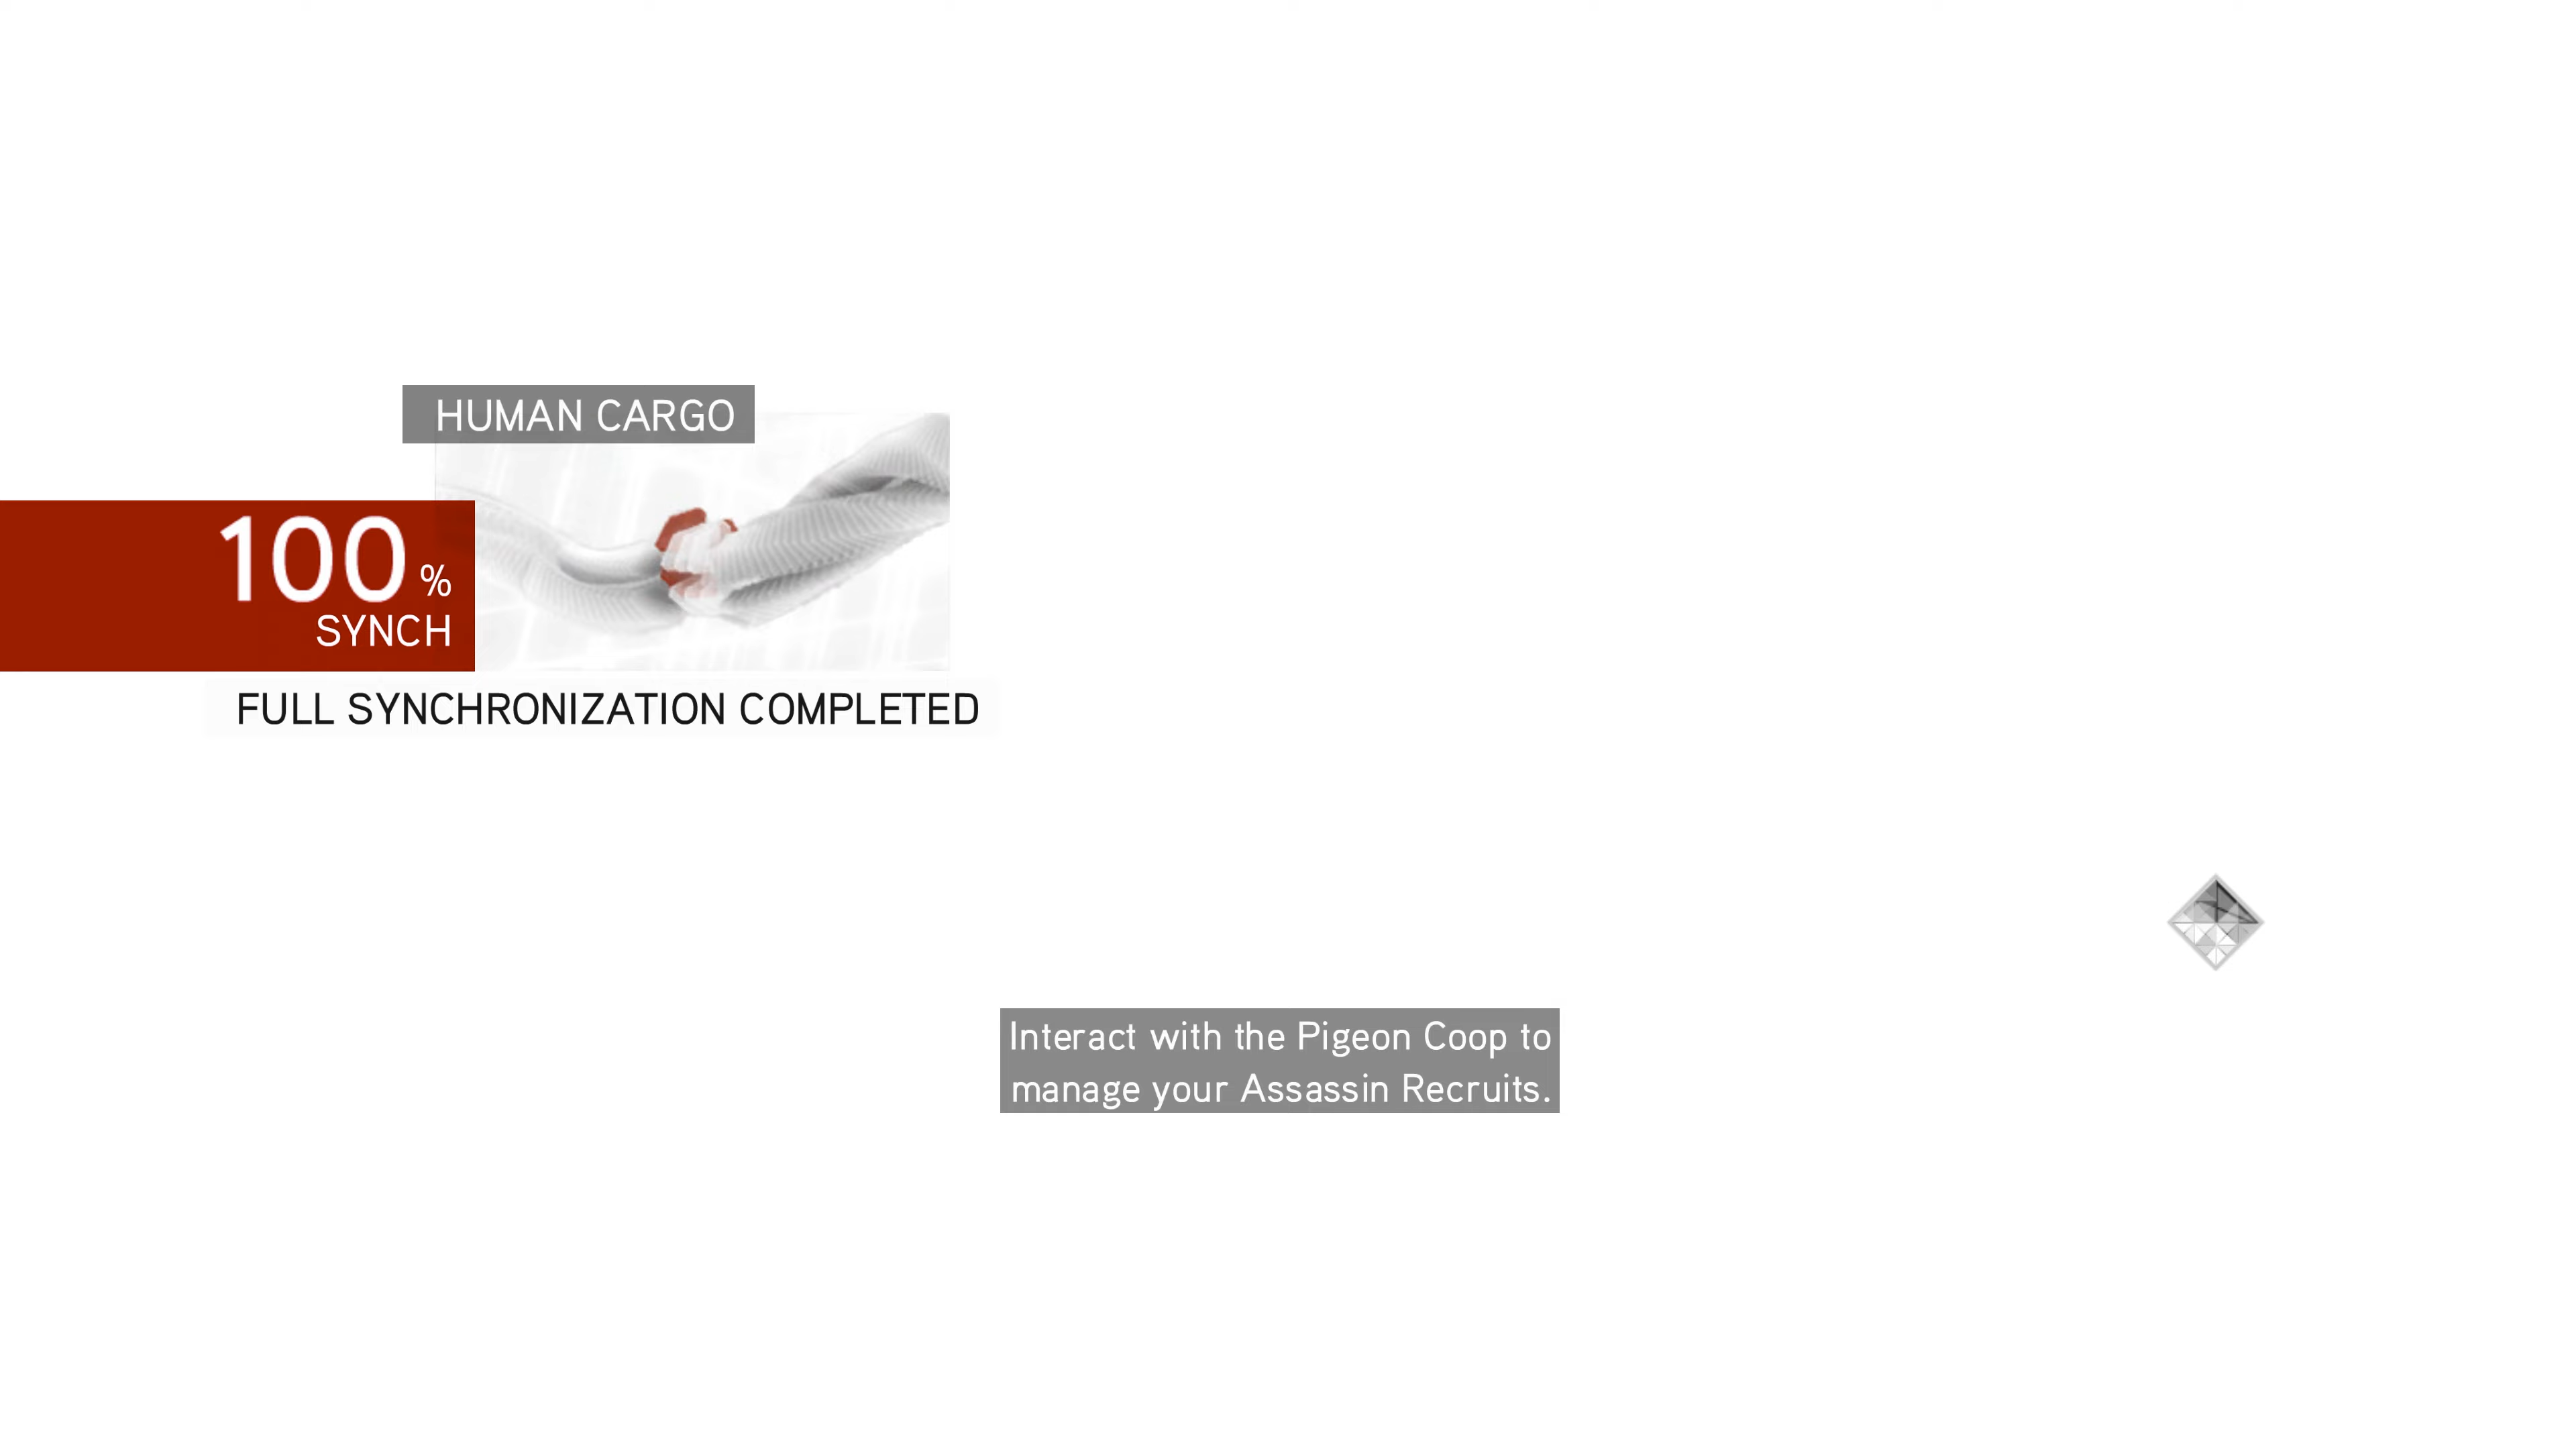 HUMAN CARGO
100 %
SYNCH
FULL SYNCHRONIZATION COMPLETED
Interact with the Pigeon Coop to
manage your Assassin Recruits.